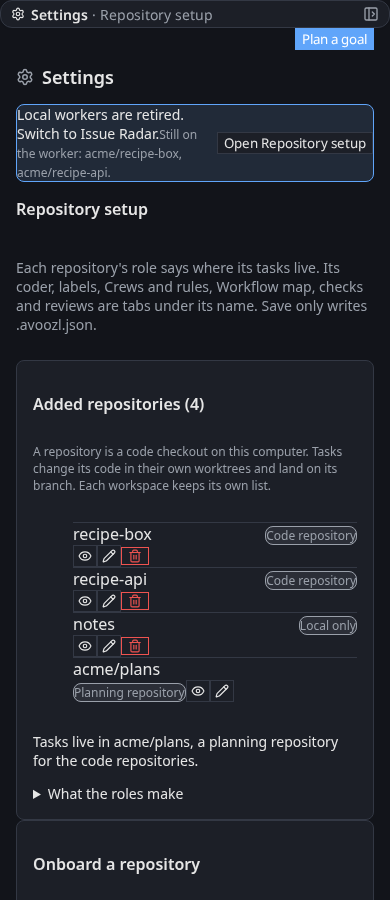 Settings · Repository setup
Plan a goal
Settings
Local workers are retired.
Switch to Issue Radar. Still on
the worker: acme/recipe-box,
acme/recipe-api.
Open Repository setup
Repository setup
Each repository's role says where its tasks live. Its
coder, labels, Crews and rules, Workflow map, checks
and reviews are tabs under its name. Save only writes
.avoozl.json.
Added repositories (4)
A repository is a code checkout on this computer. Tasks
change its code in their own worktrees and land on its
branch. Each workspace keeps its own list.
recipe-box
Code repository
recipe-api
Code repository
notes
Local only
acme/plans
Planning repository
Tasks live in acme/plans, a planning repository
for the code repositories.
What the roles make
Onboard a repository